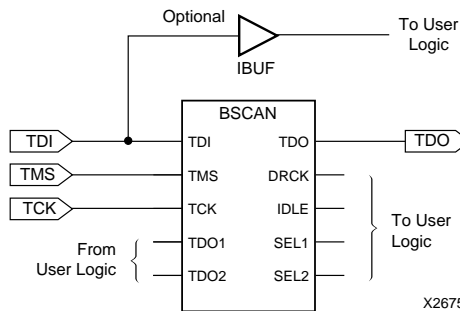 Optional
To User
Logic
IBUF
BSCAN
TDI
TDI
TDO
TDO
TMS
TMS
DRCK
TCK
TCK
IDLE
To User
Logic
From
User Logic
TDO1
SEL1
TDO2
SEL2
X2675